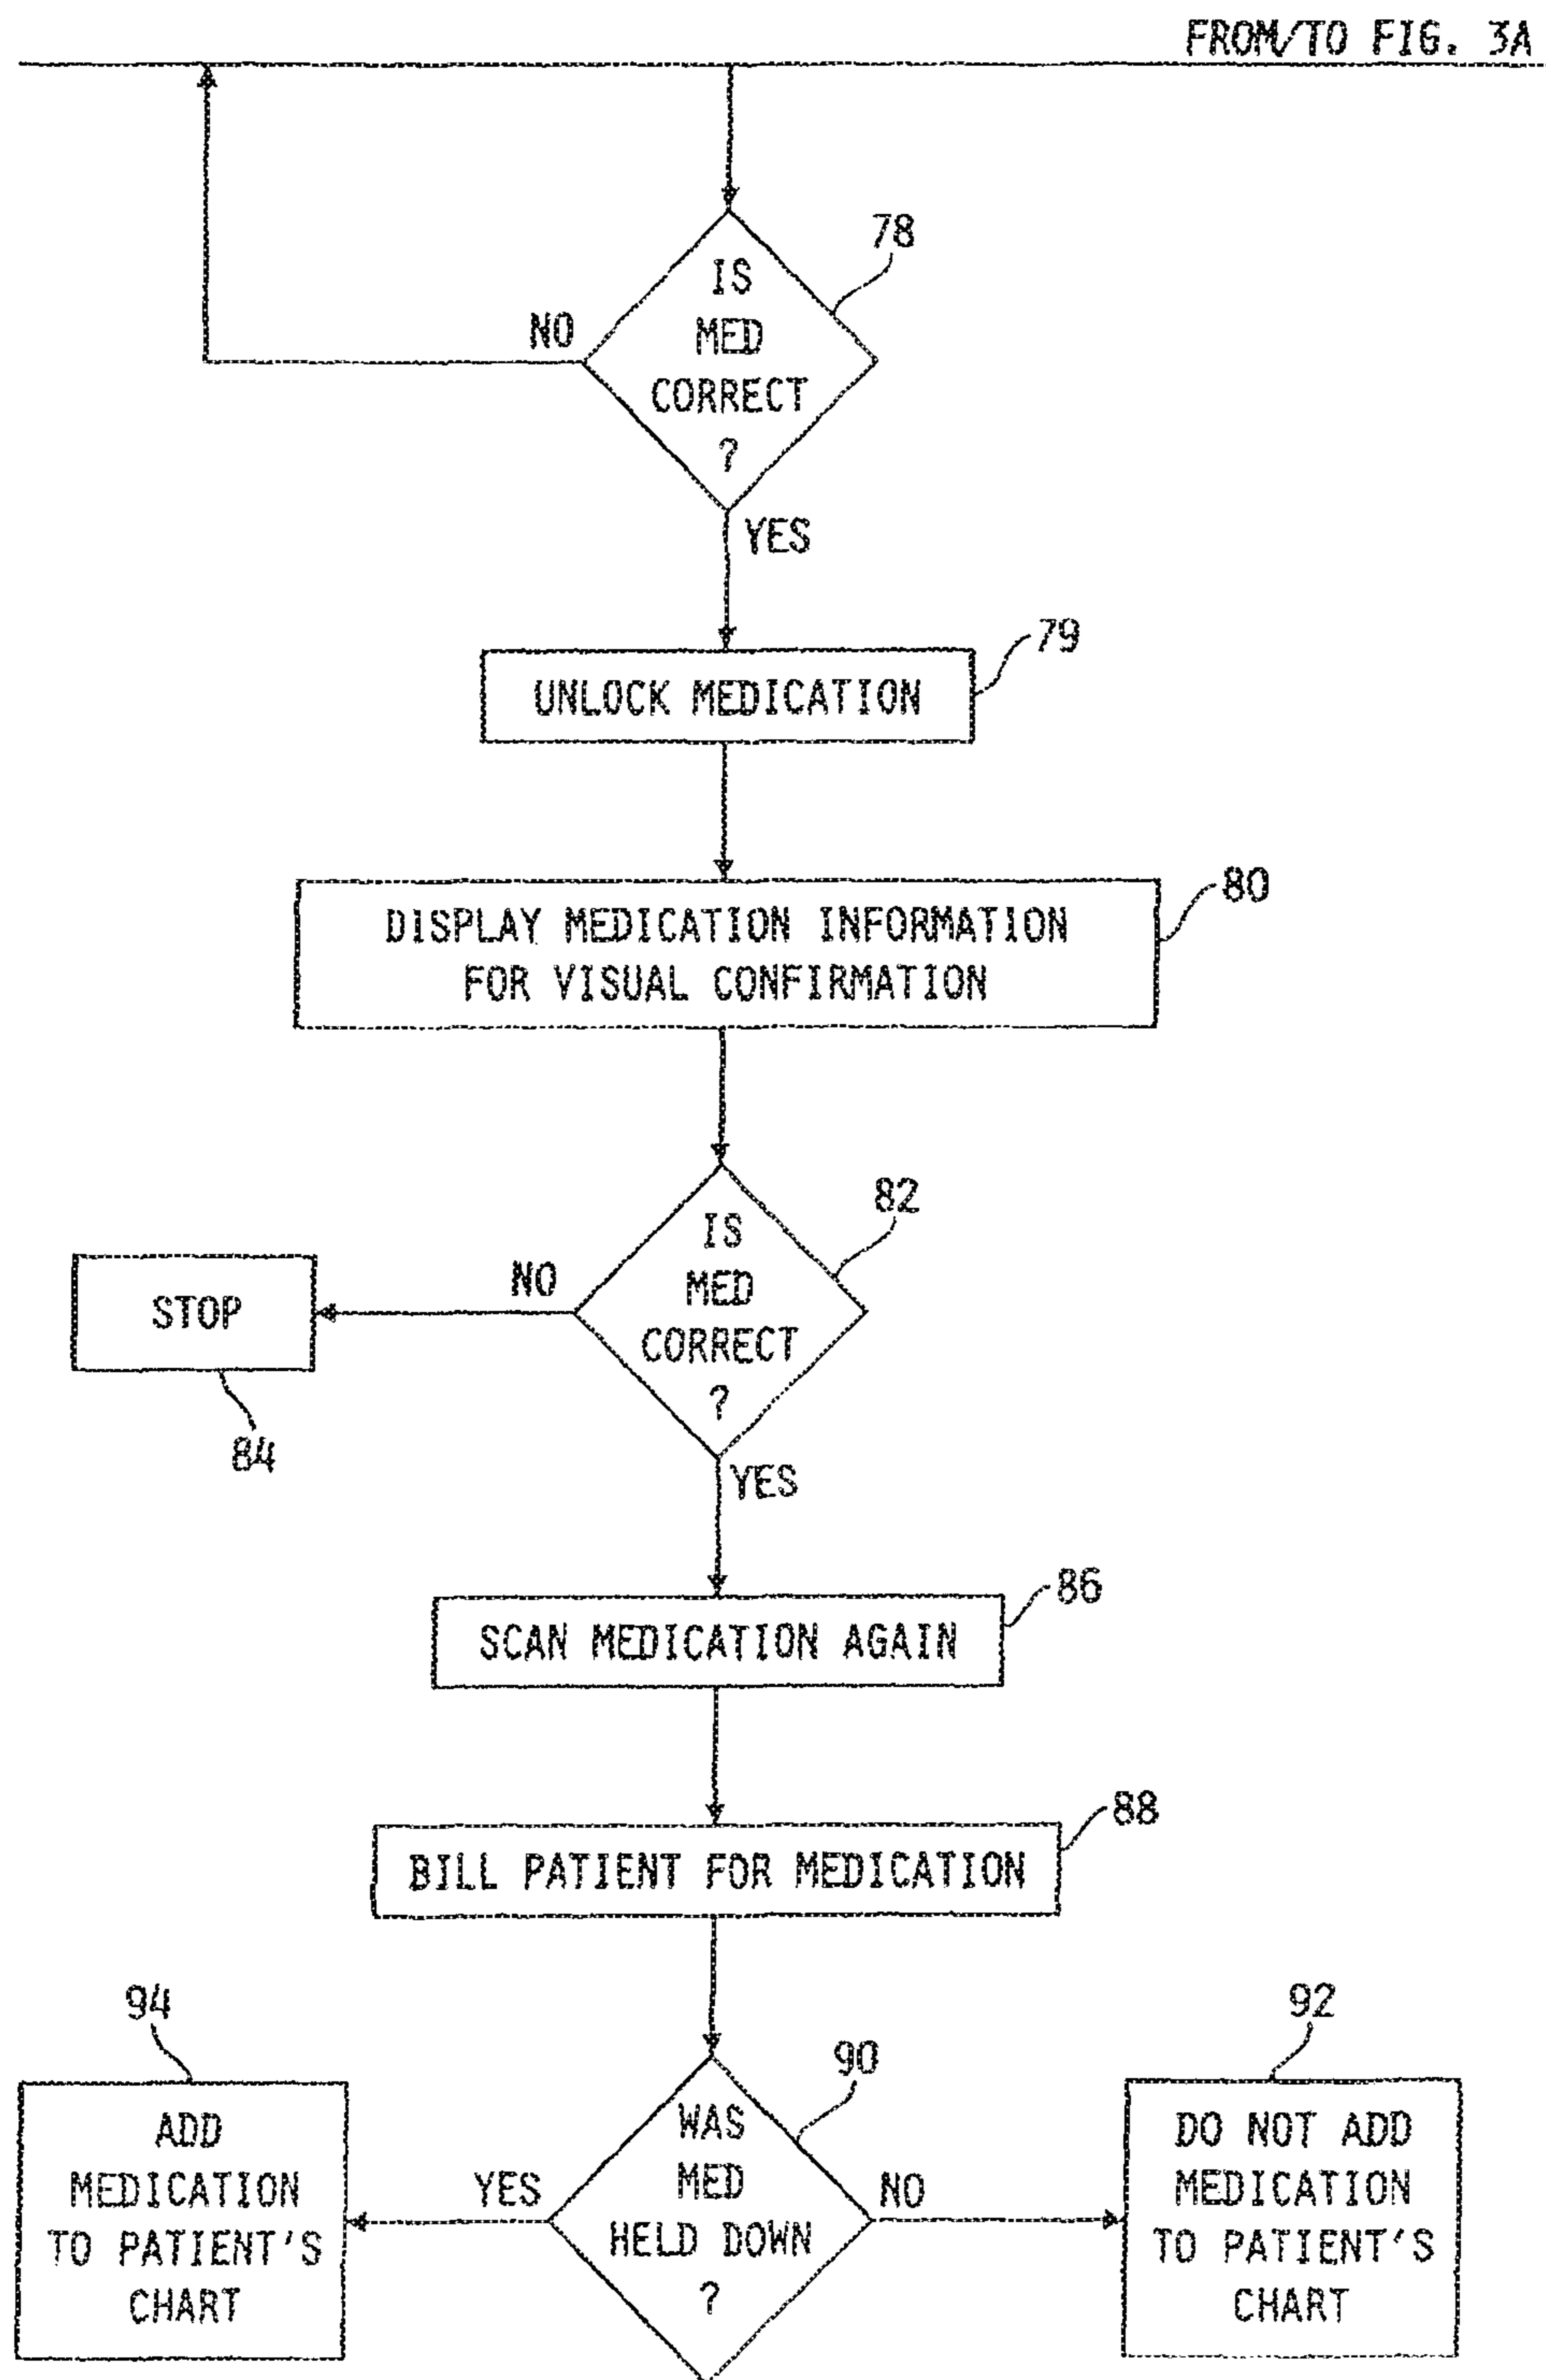 FROM/TO FIG. 3A
78
IS
MED
CORRECT
?
NO
YES
79
UNLOCK MEDICATION
80
DISPLAY MEDICATION INFORMATION
FOR VISUAL CONFIRMATION
82
IS
MED
CORRECT
?
NO
STOP
84
YES
86
SCAN MEDICATION AGAIN
88
BILL PATIENT FOR MEDICATION
94
ADD
MEDICATION
TO PATIENT'S
CHART
YES
90
WAS
MED
HELD DOWN
?
NO
92
DO NOT ADD
MEDICATION
TO PATIENT'S
CHART